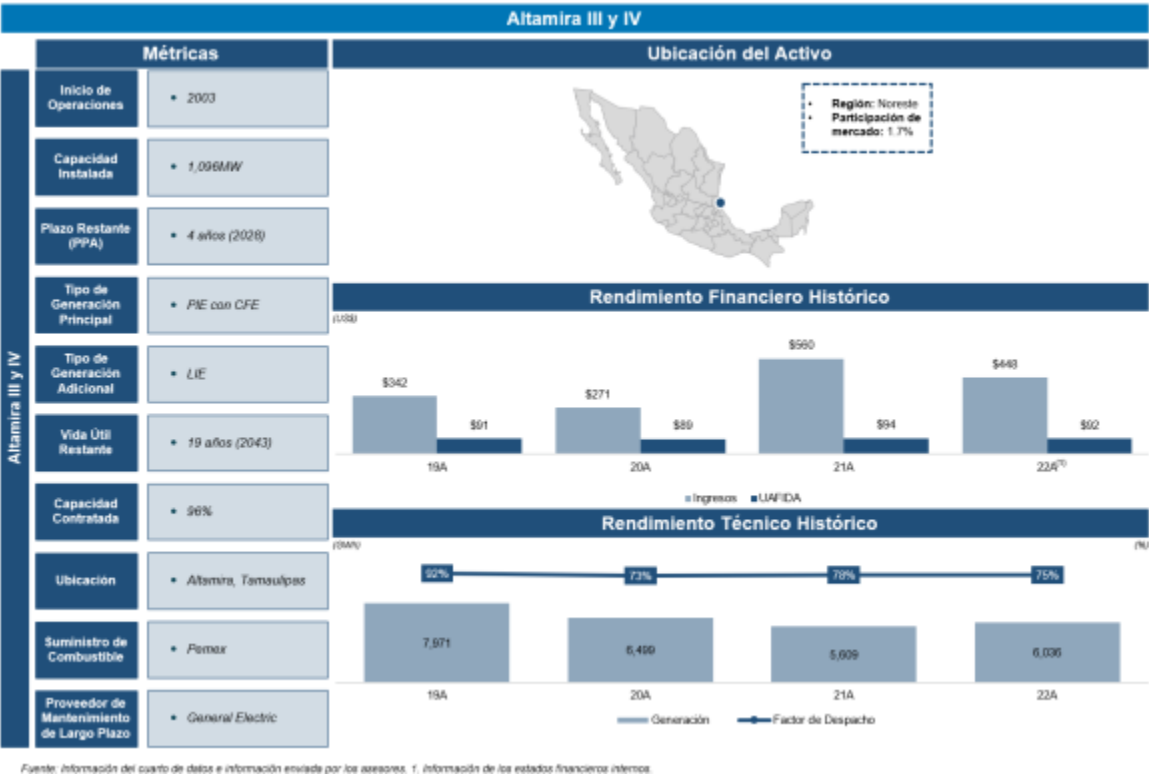 Altamira III y IV
Métricas
Ubicación del Activo
Altamira III y IV
Inicio de
Operaciones
• 2003
Capacidad
Instalada
• 1,096MW
Plazo Restante
(PPA)
• 4 años (2028)
Tipo de
Generación
Principal
• PIE con CFE
Tipo de
Generación
Adicional
• LIE
Vida Útil
Restante
• 19 años (2043)
Capacidad
Contratada
• 96%
Ubicación
• Altamira, Tamaulipas
Suministro de
Combustible
• Pemex
Proveedor de
Mantenimiento
de Largo Plazo
• General Electric
• Región: Noreste
• Participación de
mercado: 1.7%
Rendimiento Financiero Histórico
(US$)
$342
$91
$271
$89
$560
$94
$448
$92
19A
20A
21A
22A(1)
Ingresos
UAFIDA
Rendimiento Técnico Histórico
(GWh)
(%)
92%
73%
78%
75%
7,971
6,499
5,609
6,036
19A
20A
21A
22A
Generación
Factor de Despacho
Fuente: Información del cuarto de datos e información enviada por los asesores. 1. Información de los estados financieros internos.